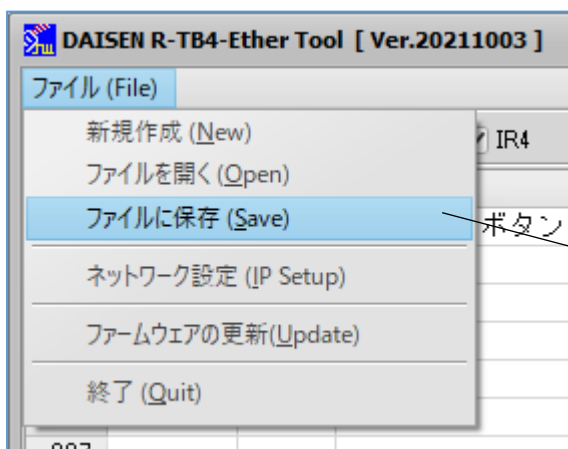 DAISEN R-TB4-Ether Tool [ Ver.20211003 ]
ファイル (File)
新規作成 (New)
IR4
ファイルを開く (Open)
ファイルに保存 (Save)
ボタン
ネットワーク設定 (IP Setup)
ファームウェアの更新(Update)
終了 (Quit)